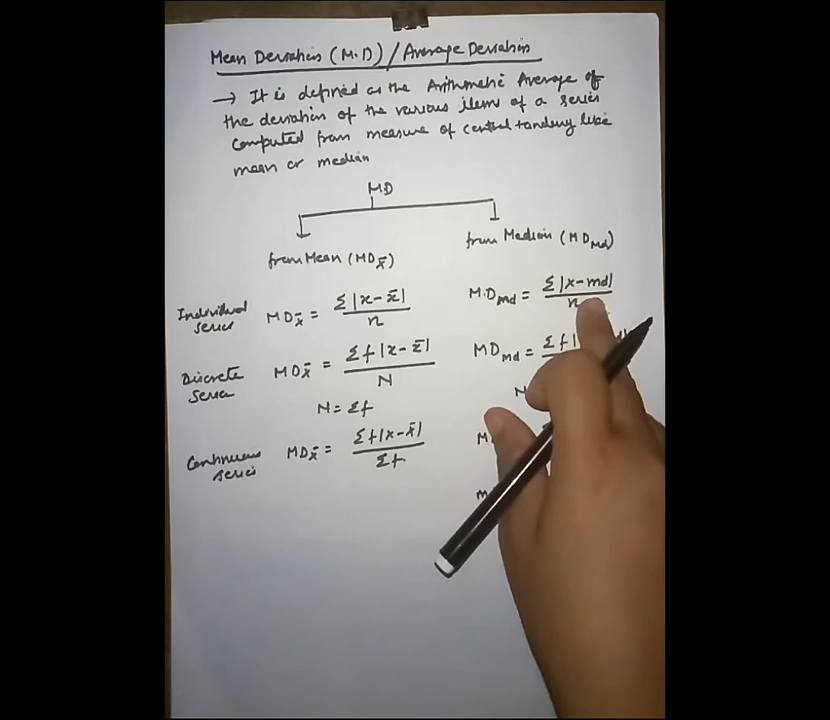 Mean Deviation (M.D) / Average Deviation
→ It is defined as the Arithmetic Average of
the deviation of the various items of a series
computed from measure of central tandency like
mean or median
MD
from Mean (MDx̄)
from Median (MDMd)
Individual series MDx̄ = Σ|x-x̄| / n
M.Dmd = Σ|x-md| / n
Discrete series MDx̄ = Σf|x-x̄| / N
MDmd = Σf|
N = Σf
N
Continuous series MDx̄ = Σf|x-x̄| / Σf
M
m